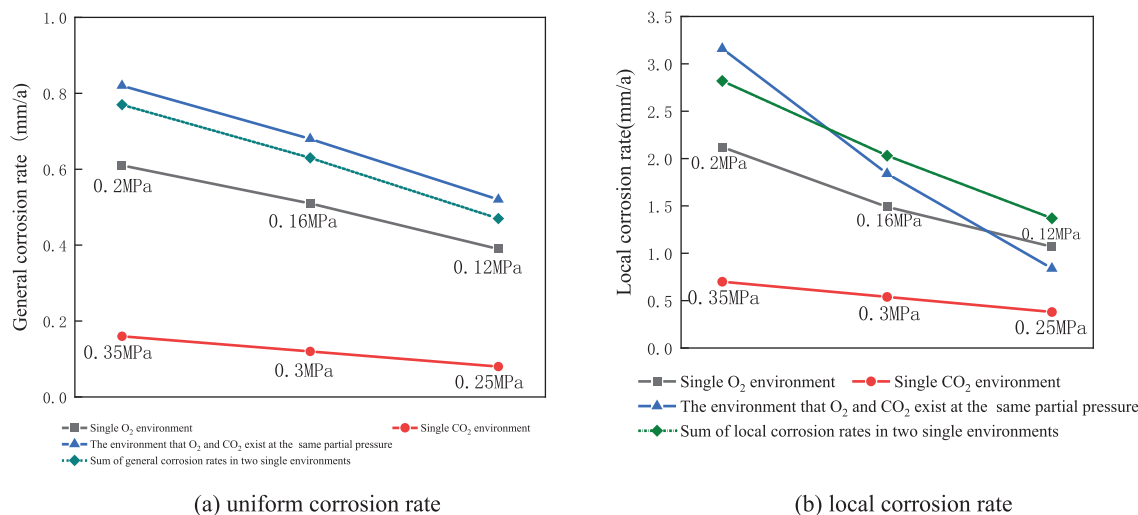 1.0
0.8
0.6
0.4
0.2
0.0
General corrosion rate (mm/a)
0.2MPa
0.16MPa
0.12MPa
0.35MPa
0.3MPa
0.25MPa
Single O₂ environment
Single CO₂ environment
The environment that O₂ and CO₂ exist at the same partial pressure
Sum of general corrosion rates in two single environments
(a) uniform corrosion rate
3.5
3.0
2.5
2.0
1.5
1.0
0.5
0.0
Local corrosion rate(mm/a)
0.2MPa
0.16MPa
0.12MPa
0.35MPa
0.3MPa
0.25MPa
Single O₂ environment
Single CO₂ environment
The environment that O₂ and CO₂ exist at the same partial pressure
Sum of local corrosion rates in two single environments
(b) local corrosion rate